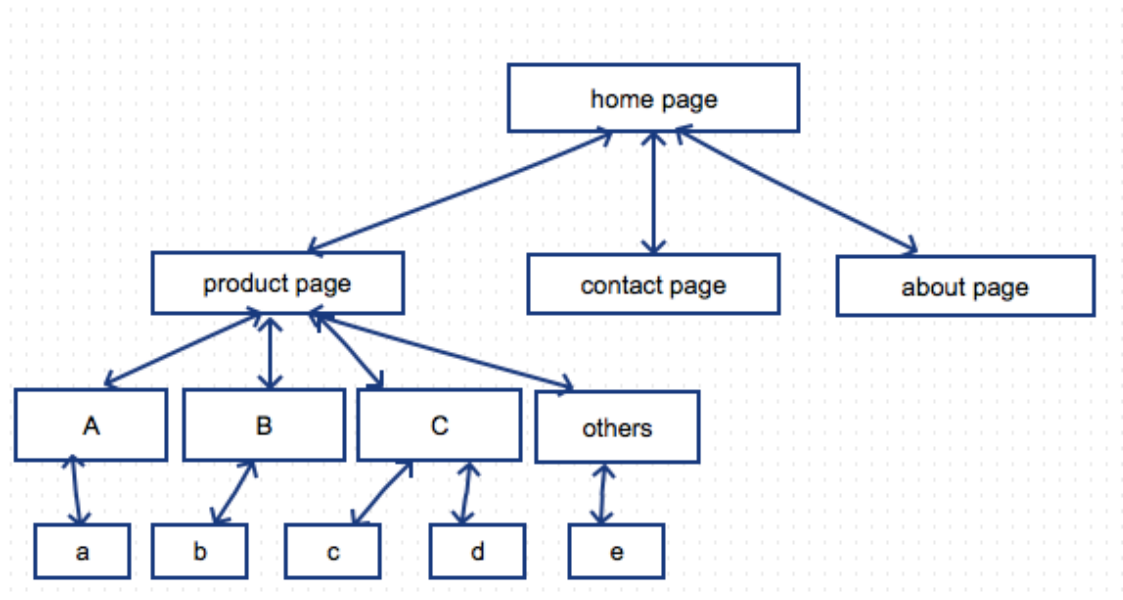 home page
product page
contact page
about page
A
B
C
others
a
b
c
d
e